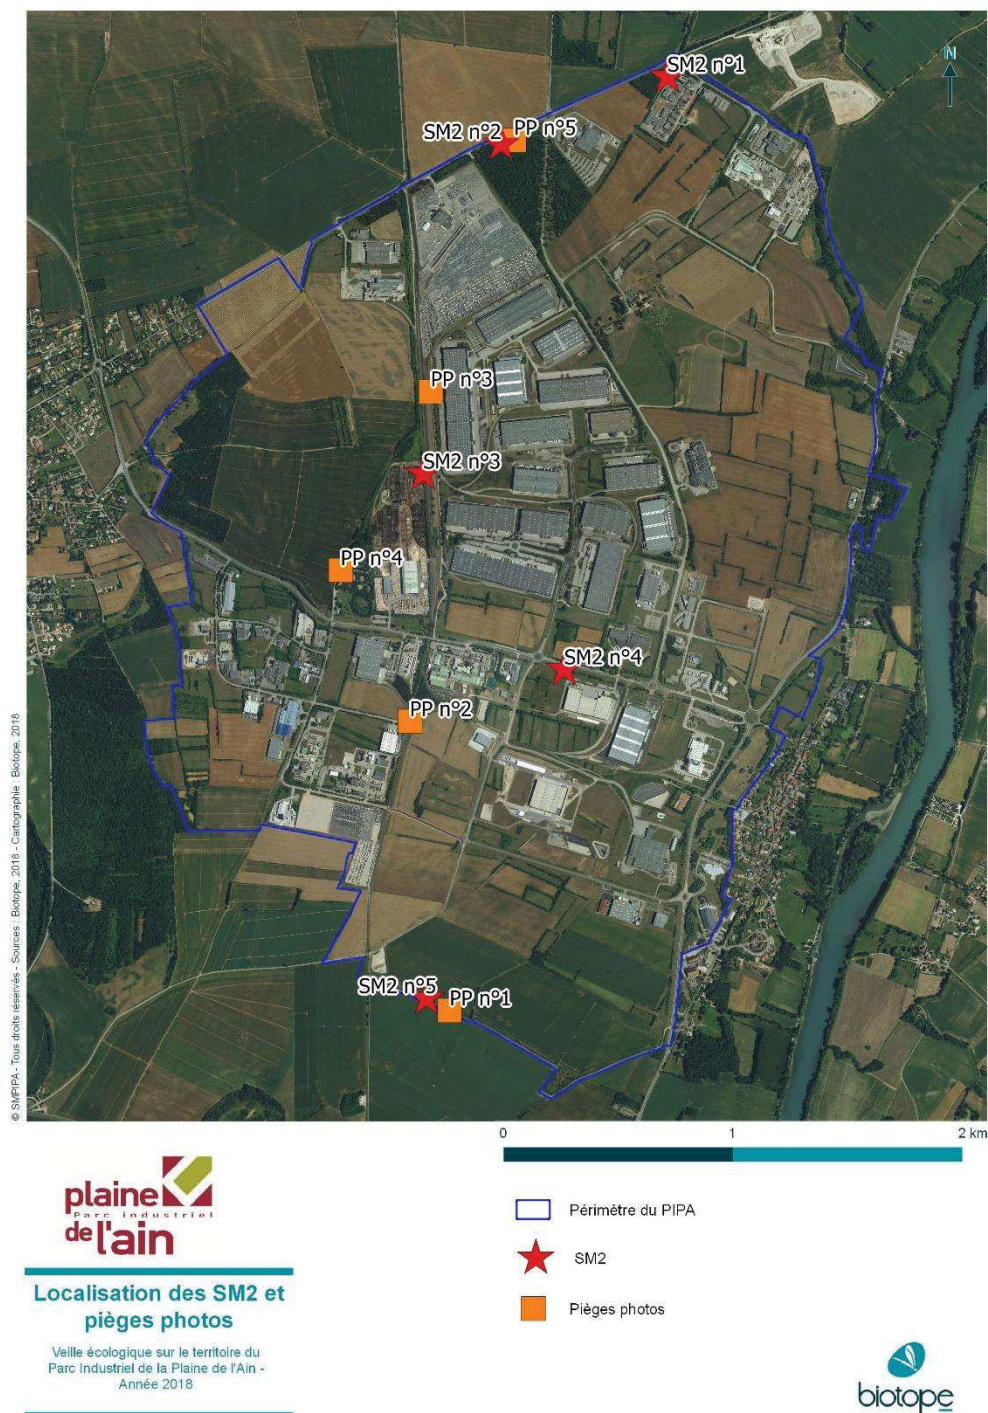 N
SM2 n°1
SM2 n°2
PP n°5
PP n°3
SM2 n°3
PP n°4
SM2 n°4
PP n°2
SM2 n°5
PP n°1
© SMPIPA - Tous droits réservés - Sources : Biotope, 2018 - Cartographie : Biotope, 2018
0 1 2 km
plaine
Parc industriel
de l'ain
Localisation des SM2 et
pièges photos
Veille écologique sur le territoire du
Parc Industriel de la Plaine de l'Ain -
Année 2018
Périmètre du PIPA
SM2
Pièges photos
biotope